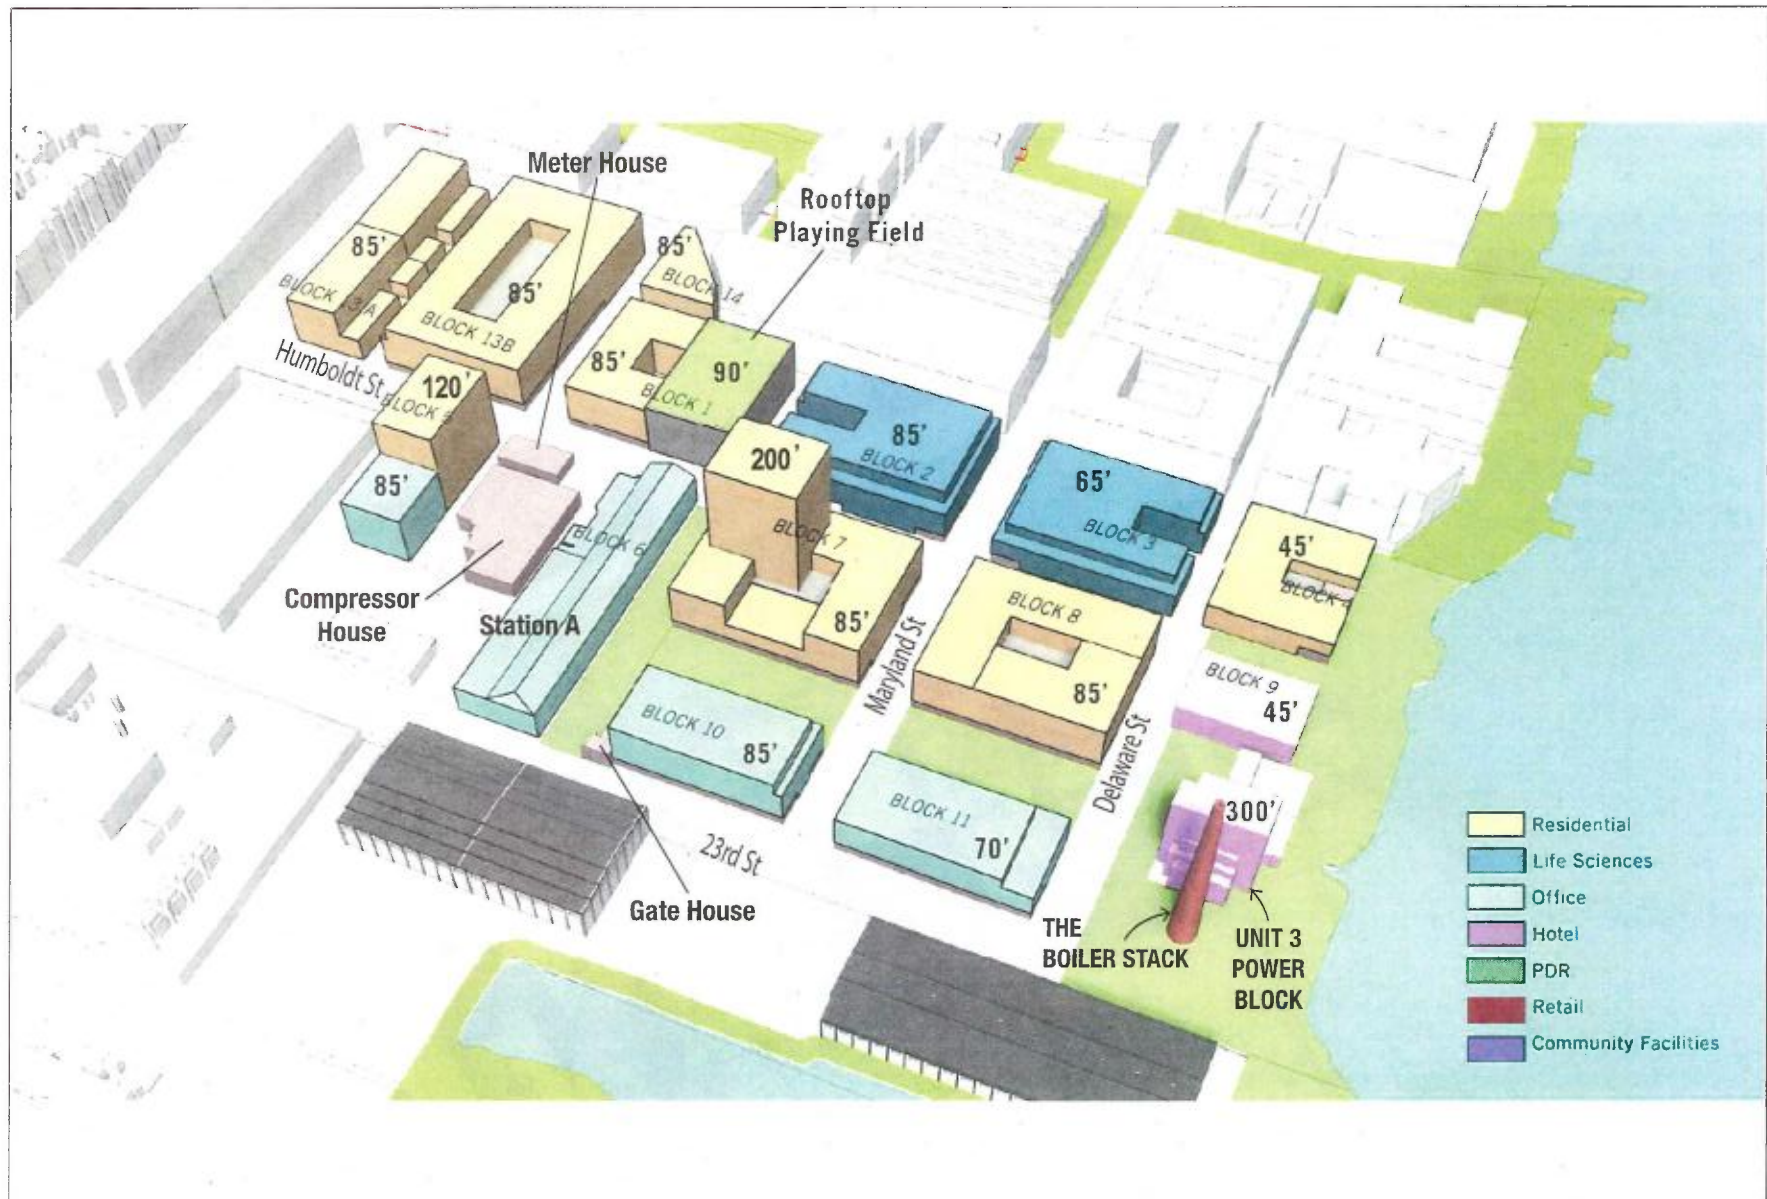 Meter House
Rooftop
Playing Field
85'
BLOCK 13 A
85'
BLOCK 13B
85'
BLOCK 14
Humboldt St
120'
85'
85'
90'
BLOCK 1
85'
BLOCK 2
200'
65'
BLOCK 3
45'
BLOCK
Compressor
House
Station A
BLOCK 6
BLOCK 7
85'
Maryland St
BLOCK 8
85'
BLOCK 9
45'
BLOCK 10
85'
Delaware St
BLOCK 11
70'
300'
23rd St
Gate House
THE
BOILER STACK
UNIT 3
POWER
BLOCK
Residential
Life Sciences
Office
Hotel
PDR
Retail
Community Facilities